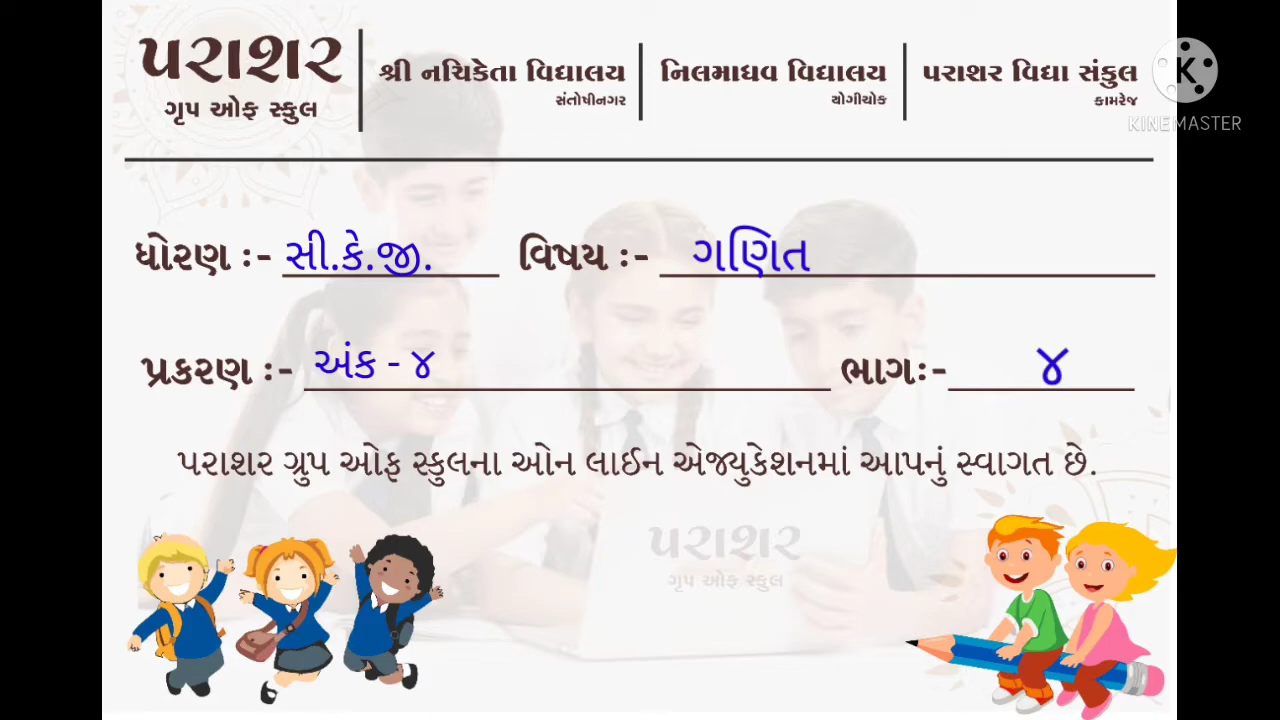 પરાશર
ગૃપ ઓફ સ્કુલ
શ્રી નચિકેતા વિદ્યાલય
સંતોષીનગર
નિલમાધવ વિદ્યાલય
યોગીચોક
પરાશર વિદ્યા સંકુલ
કામરેજ
K
KINEMASTER
ધોરણ :- સી.કે.જી. વિષય :- ગણિત
પ્રકરણ :- અંક - ૪ ભાગઃ- ૪
પરાશર ગ્રુપ ઓફ સ્કુલના ઓન લાઈન એજ્યુકેશનમાં આપનું સ્વાગત છે.
પરાશર
ગૃપ ઓફ સ્કુલ